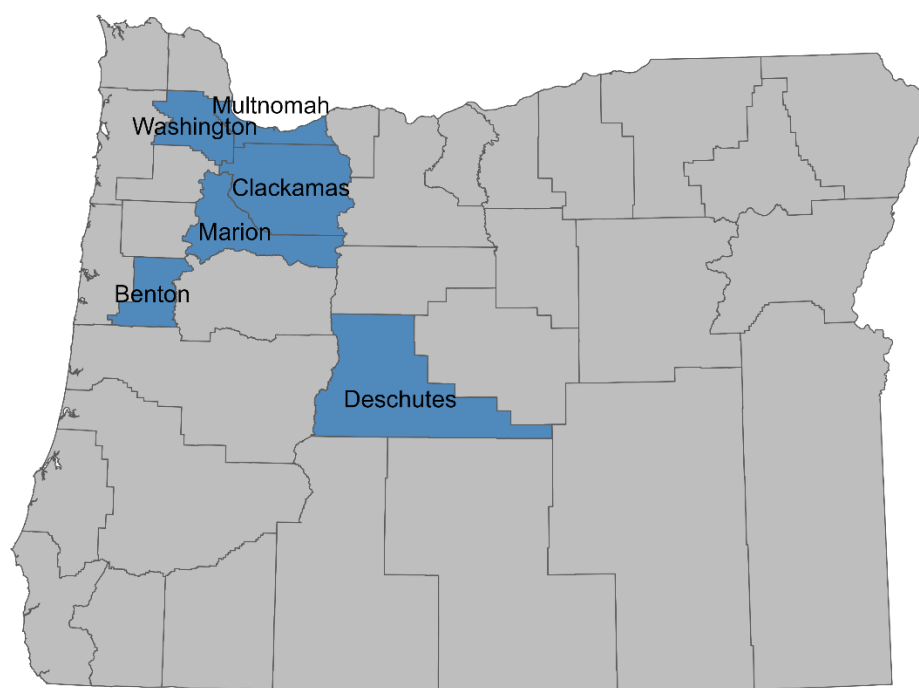 Multnomah
Washington
Clackamas
Marion
Benton
Deschutes